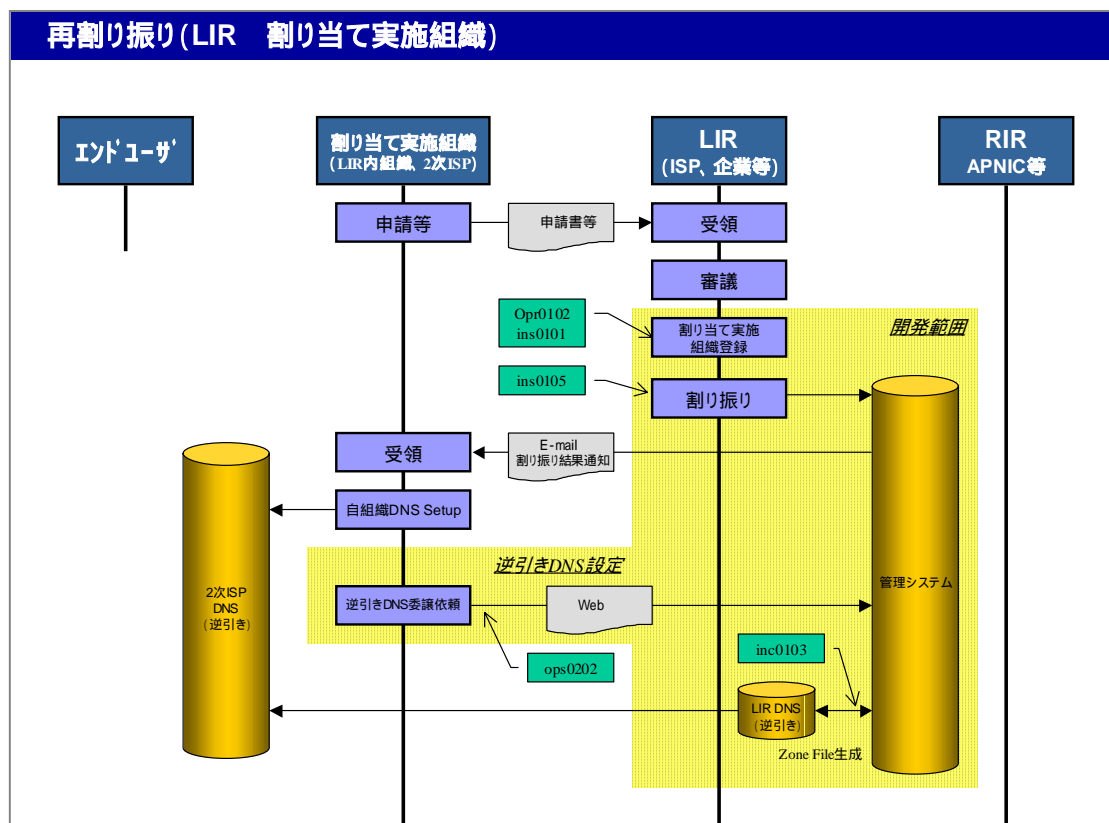 再割り振り(LIR 割り当て実施組織)
エンドユーザ
割り当て実施組織
(LIR内組織、2次ISP)
LIR
(ISP、企業等)
RIR
APNIC等
申請等
申請書等
受領
審議
Opr0102
ins0101
割り当て実施
組織登録
開発範囲
ins0105
割り振り
受領
E-mail
割り振り結果通知
自組織DNS Setup
逆引きDNS設定
2次ISP
DNS
(逆引き)
逆引きDNS委譲依頼
Web
管理システム
ops0202
inc0103
LIR DNS
(逆引き)
Zone File生成